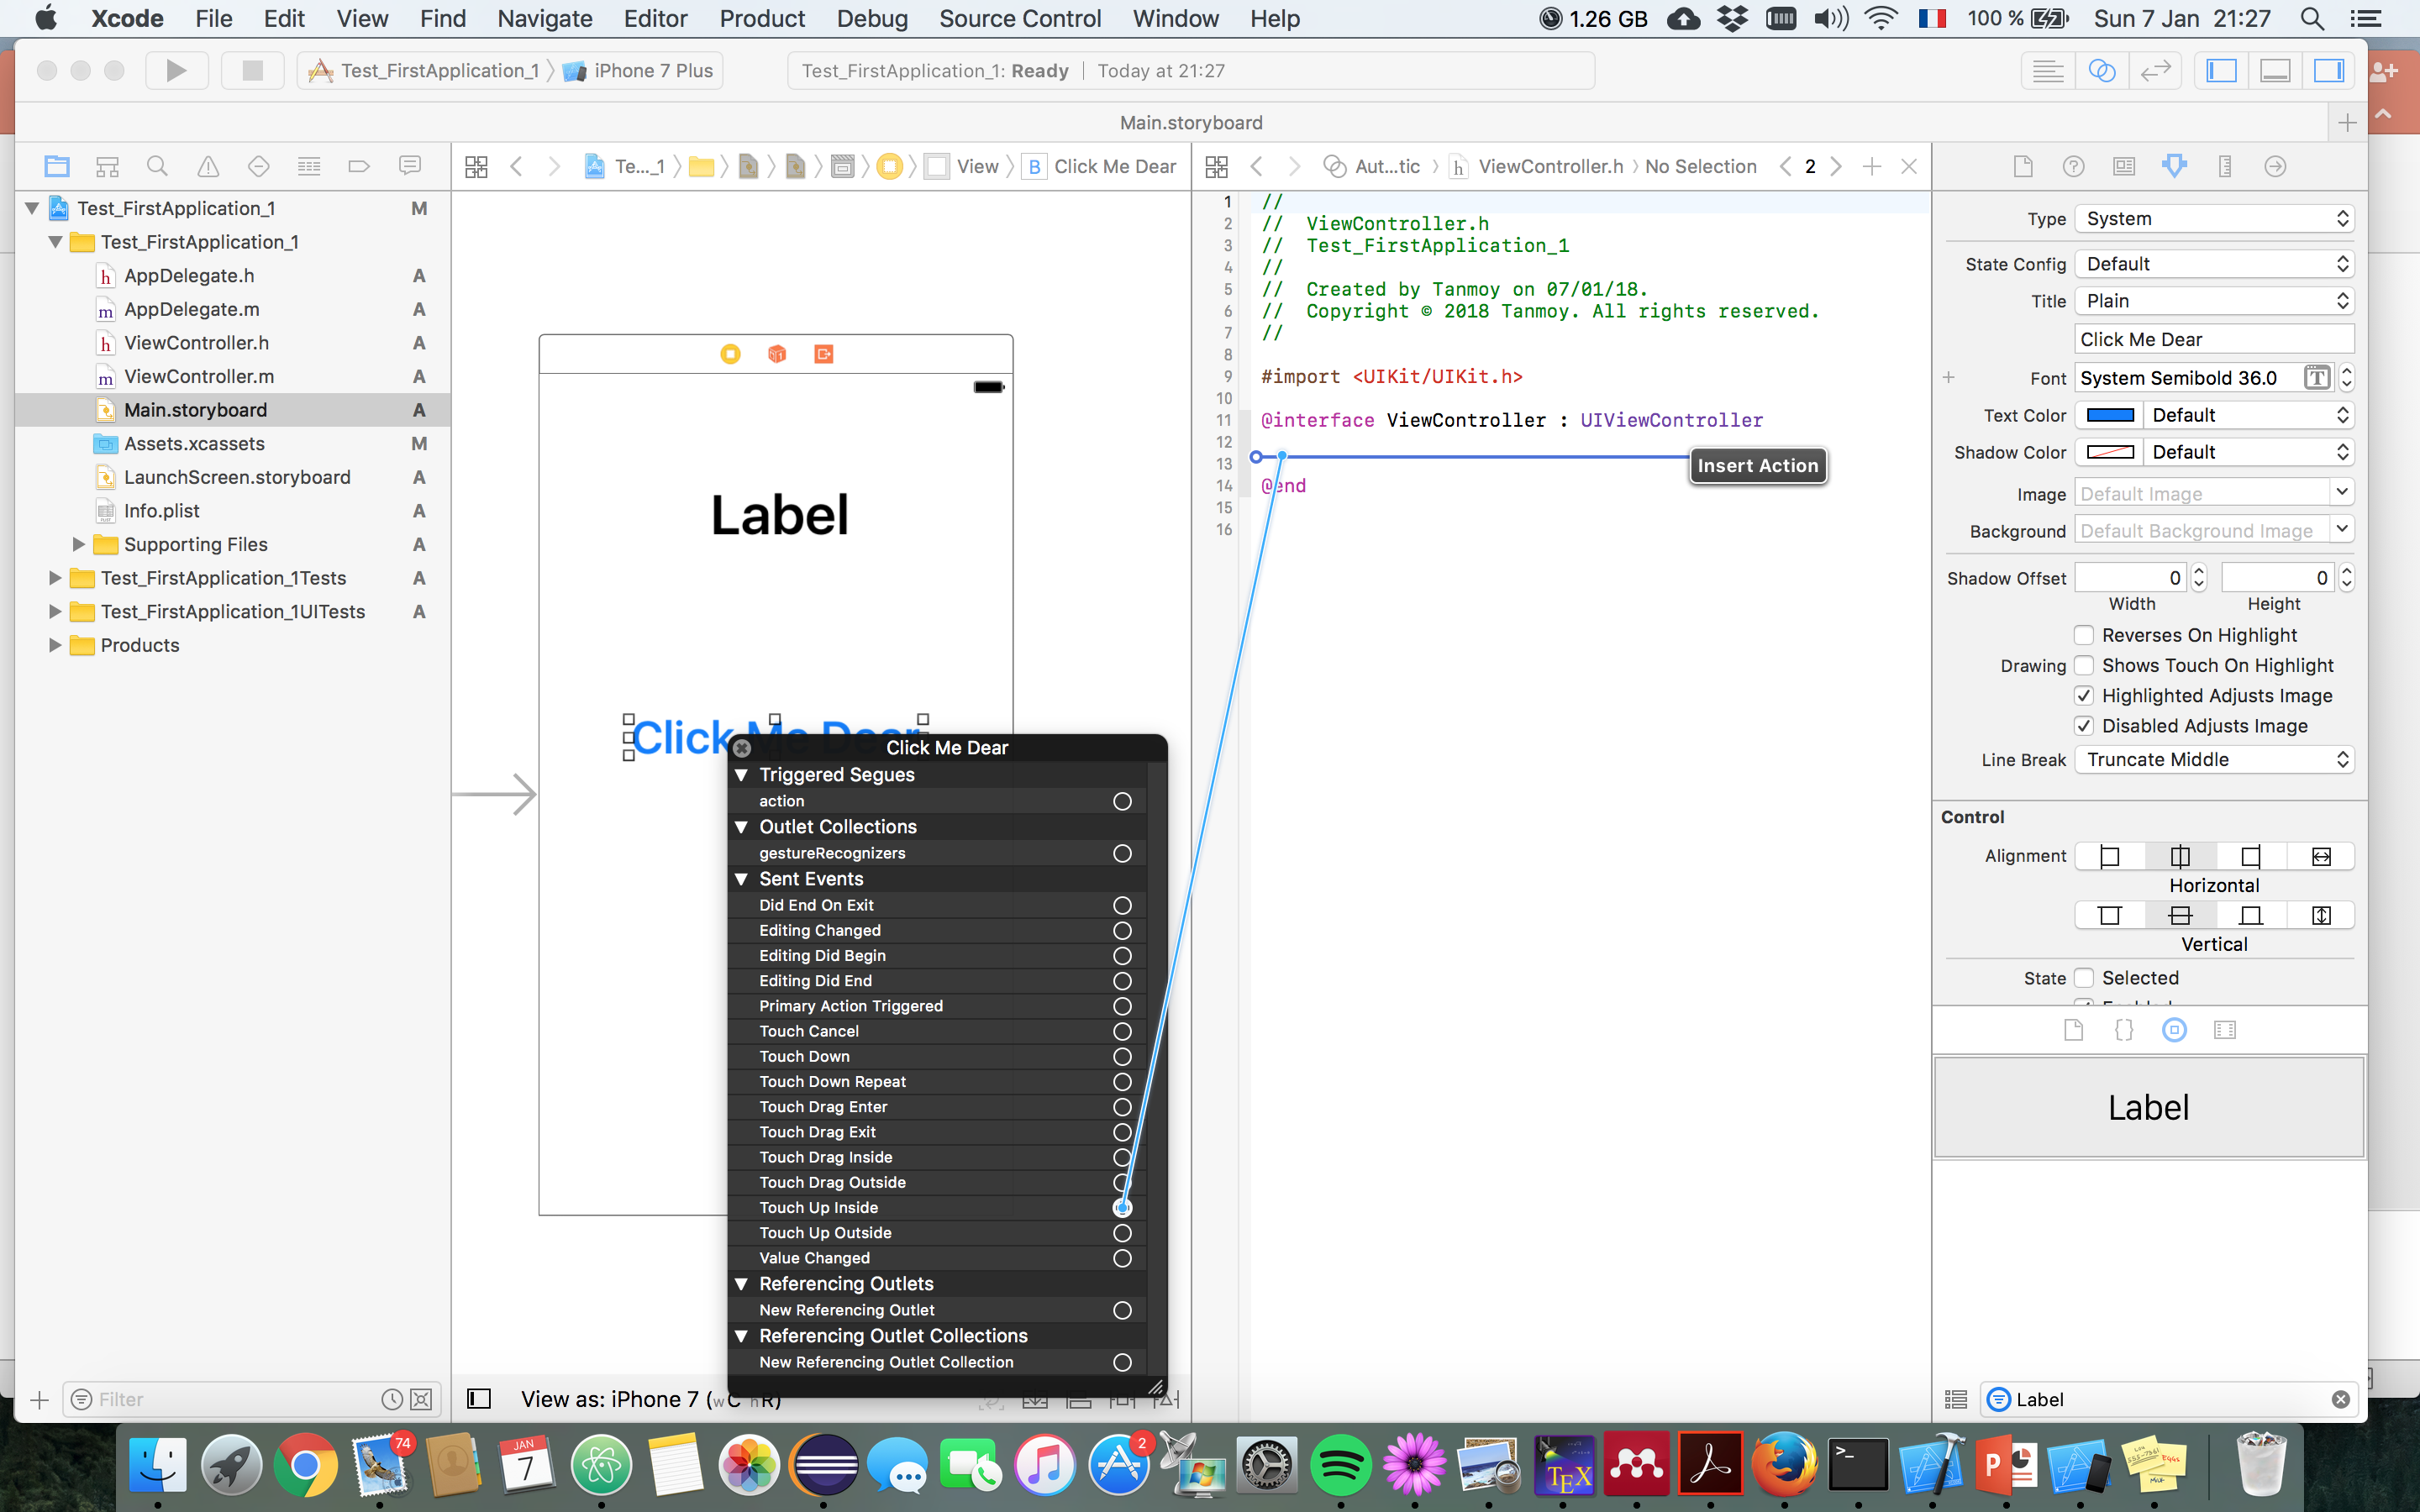 Xcode File Edit View Find Navigate Editor Product Debug Source Control Window Help 1.26 GB 100 % Sun 7 Jan 21:27
Test_FirstApplication_1 iPhone 7 Plus Test_FirstApplication_1: Ready | Today at 21:27
Main.storyboard
Te..._1 View B Click Me Dear
Aut...tic h ViewController.h No Selection 2
Test_FirstApplication_1 M
Test_FirstApplication_1
h AppDelegate.h A
m AppDelegate.m A
h ViewController.h A
m ViewController.m A
Main.storyboard A
Assets.xcassets M
LaunchScreen.storyboard A
Info.plist A
Supporting Files A
Test_FirstApplication_1Tests A
Test_FirstApplication_1UITests A
Products
Filter
Label
Click Me Dear
Click Me Dear
Triggered Segues
action
Outlet Collections
gestureRecognizers
Sent Events
Did End On Exit
Editing Changed
Editing Did Begin
Editing Did End
Primary Action Triggered
Touch Cancel
Touch Down
Touch Down Repeat
Touch Drag Enter
Touch Drag Exit
Touch Drag Inside
Touch Drag Outside
Touch Up Inside
Touch Up Outside
Value Changed
Referencing Outlets
New Referencing Outlet
Referencing Outlet Collections
New Referencing Outlet Collection
View as: iPhone 7 (wC hR)
1 //
2 // ViewController.h
3 // Test_FirstApplication_1
4 //
5 // Created by Tanmoy on 07/01/18.
6 // Copyright © 2018 Tanmoy. All rights reserved.
7 //
8
9 #import <UIKit/UIKit.h>
10
11 @interface ViewController : UIViewController
12
13
Insert Action
14 @end
15
16
Type System
State Config Default
Title Plain
Click Me Dear
Font System Semibold 36.0 T
Text Color Default
Shadow Color Default
Image Default Image
Background Default Background Image
Shadow Offset 0 0
Width Height
Reverses On Highlight
Drawing Shows Touch On Highlight
Highlighted Adjusts Image
Disabled Adjusts Image
Line Break Truncate Middle
Control
Alignment
Horizontal
Vertical
State Selected
Label
Label
74
JAN
7
2
TEX
P